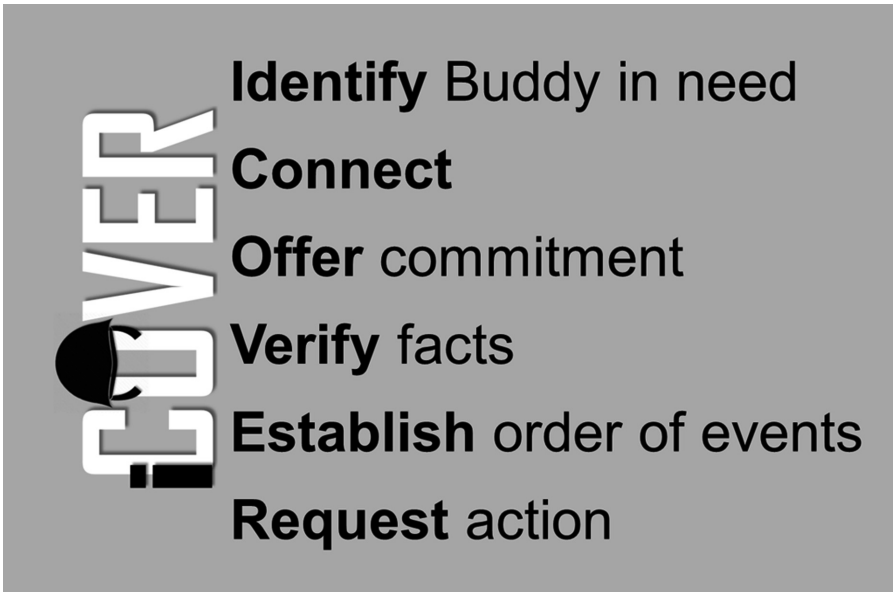 iCOVER
Identify Buddy in need
Connect
Offer commitment
Verify facts
Establish order of events
Request action